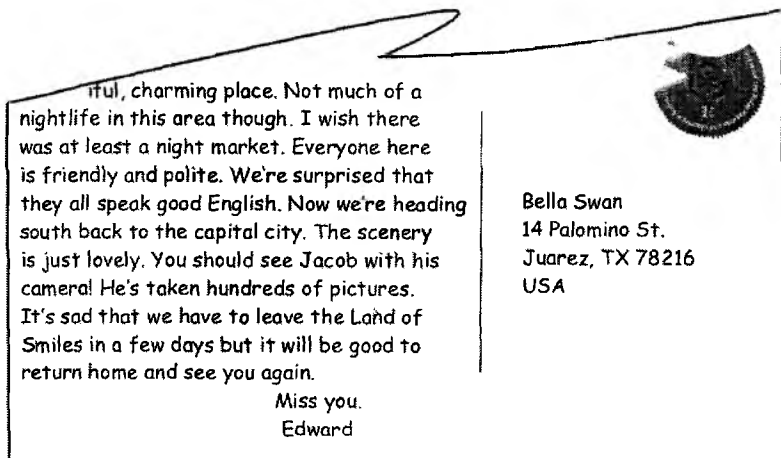 iful, charming place. Not much of a
nightlife in this area though. I wish there
was at least a night market. Everyone here
is friendly and polite. We're surprised that
they all speak good English. Now we're heading
south back to the capital city. The scenery
is just lovely. You should see Jacob with his
camera! He's taken hundreds of pictures.
It's sad that we have to leave the Land of
Smiles in a few days but it will be good to
return home and see you again.
Miss you.
Edward
Bella Swan
14 Palomino St.
Juarez, TX 78216
USA